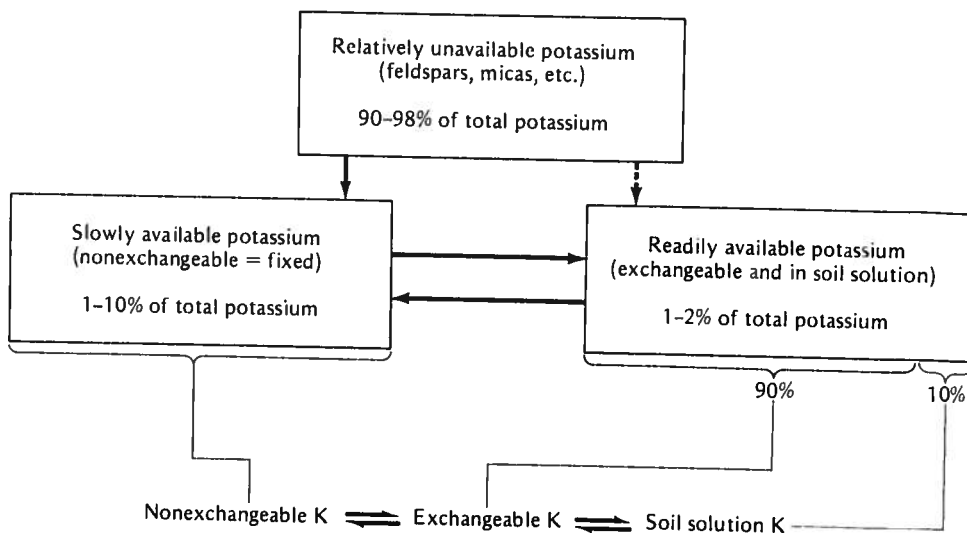 Relatively unavailable potassium
(feldspars, micas, etc.)
90–98% of total potassium
Slowly available potassium
(nonexchangeable = fixed)
1–10% of total potassium
Readily available potassium
(exchangeable and in soil solution)
1–2% of total potassium
90%
10%
Nonexchangeable K
Exchangeable K
Soil solution K